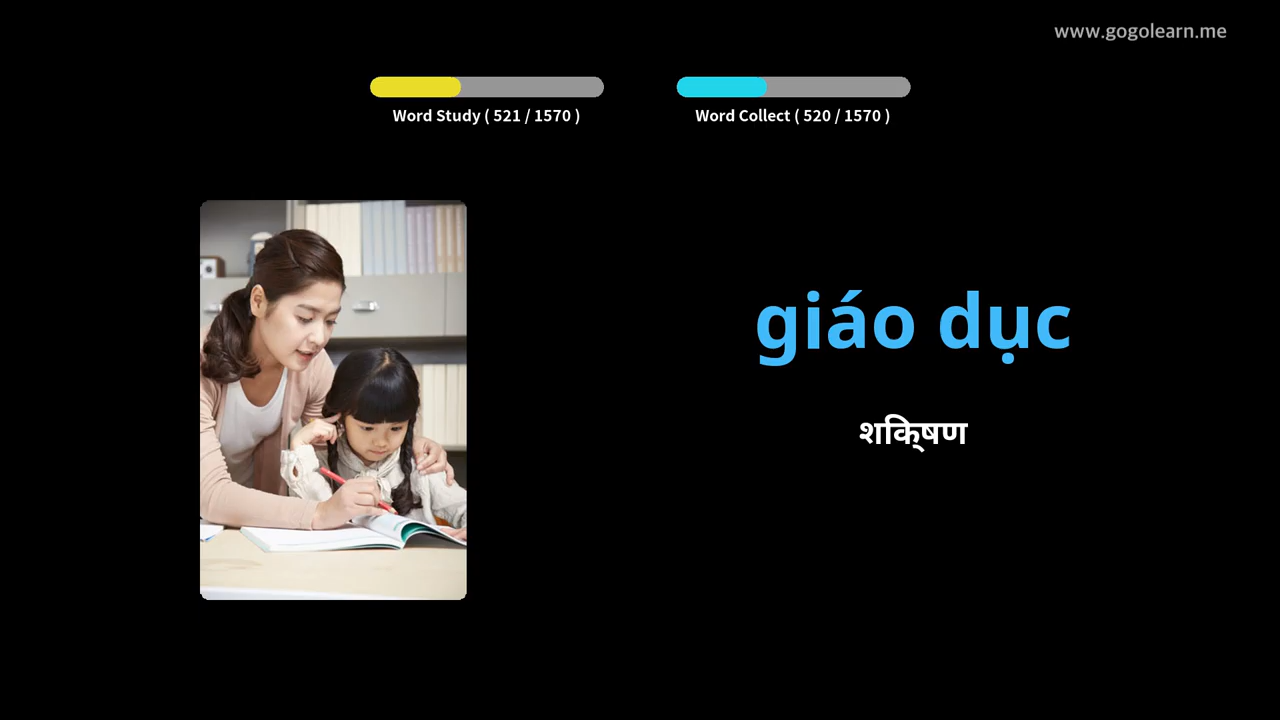 www.gogolearn.me
Word Study ( 521 / 1570 )
Word Collect ( 520 / 1570 )
giáo dục
शिक्षण